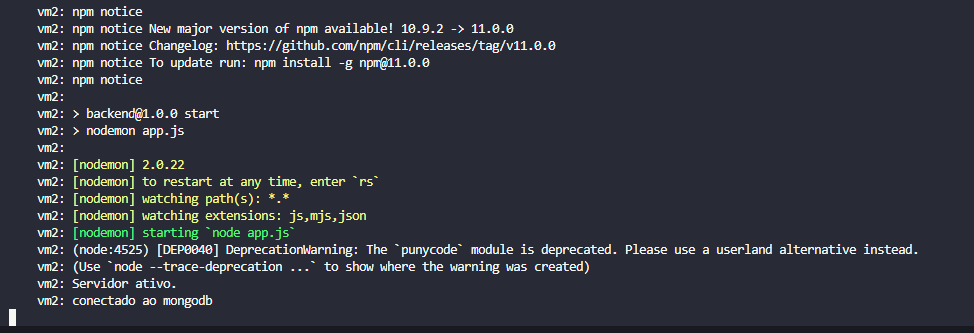 vm2: npm notice
vm2: npm notice New major version of npm available! 10.9.2 -> 11.0.0
vm2: npm notice Changelog: https://github.com/npm/cli/releases/tag/v11.0.0
vm2: npm notice To update run: npm install -g npm@11.0.0
vm2: npm notice
vm2:
vm2: > backend@1.0.0 start
vm2: > nodemon app.js
vm2:
vm2: [nodemon] 2.0.22
vm2: [nodemon] to restart at any time, enter `rs`
vm2: [nodemon] watching path(s): *.*
vm2: [nodemon] watching extensions: js,mjs,json
vm2: [nodemon] starting `node app.js`
vm2: (node:4525) [DEP0040] DeprecationWarning: The `punycode` module is deprecated. Please use a userland alternative instead.
vm2: (Use `node --trace-deprecation ...` to show where the warning was created)
vm2: Servidor ativo.
vm2: conectado ao mongodb